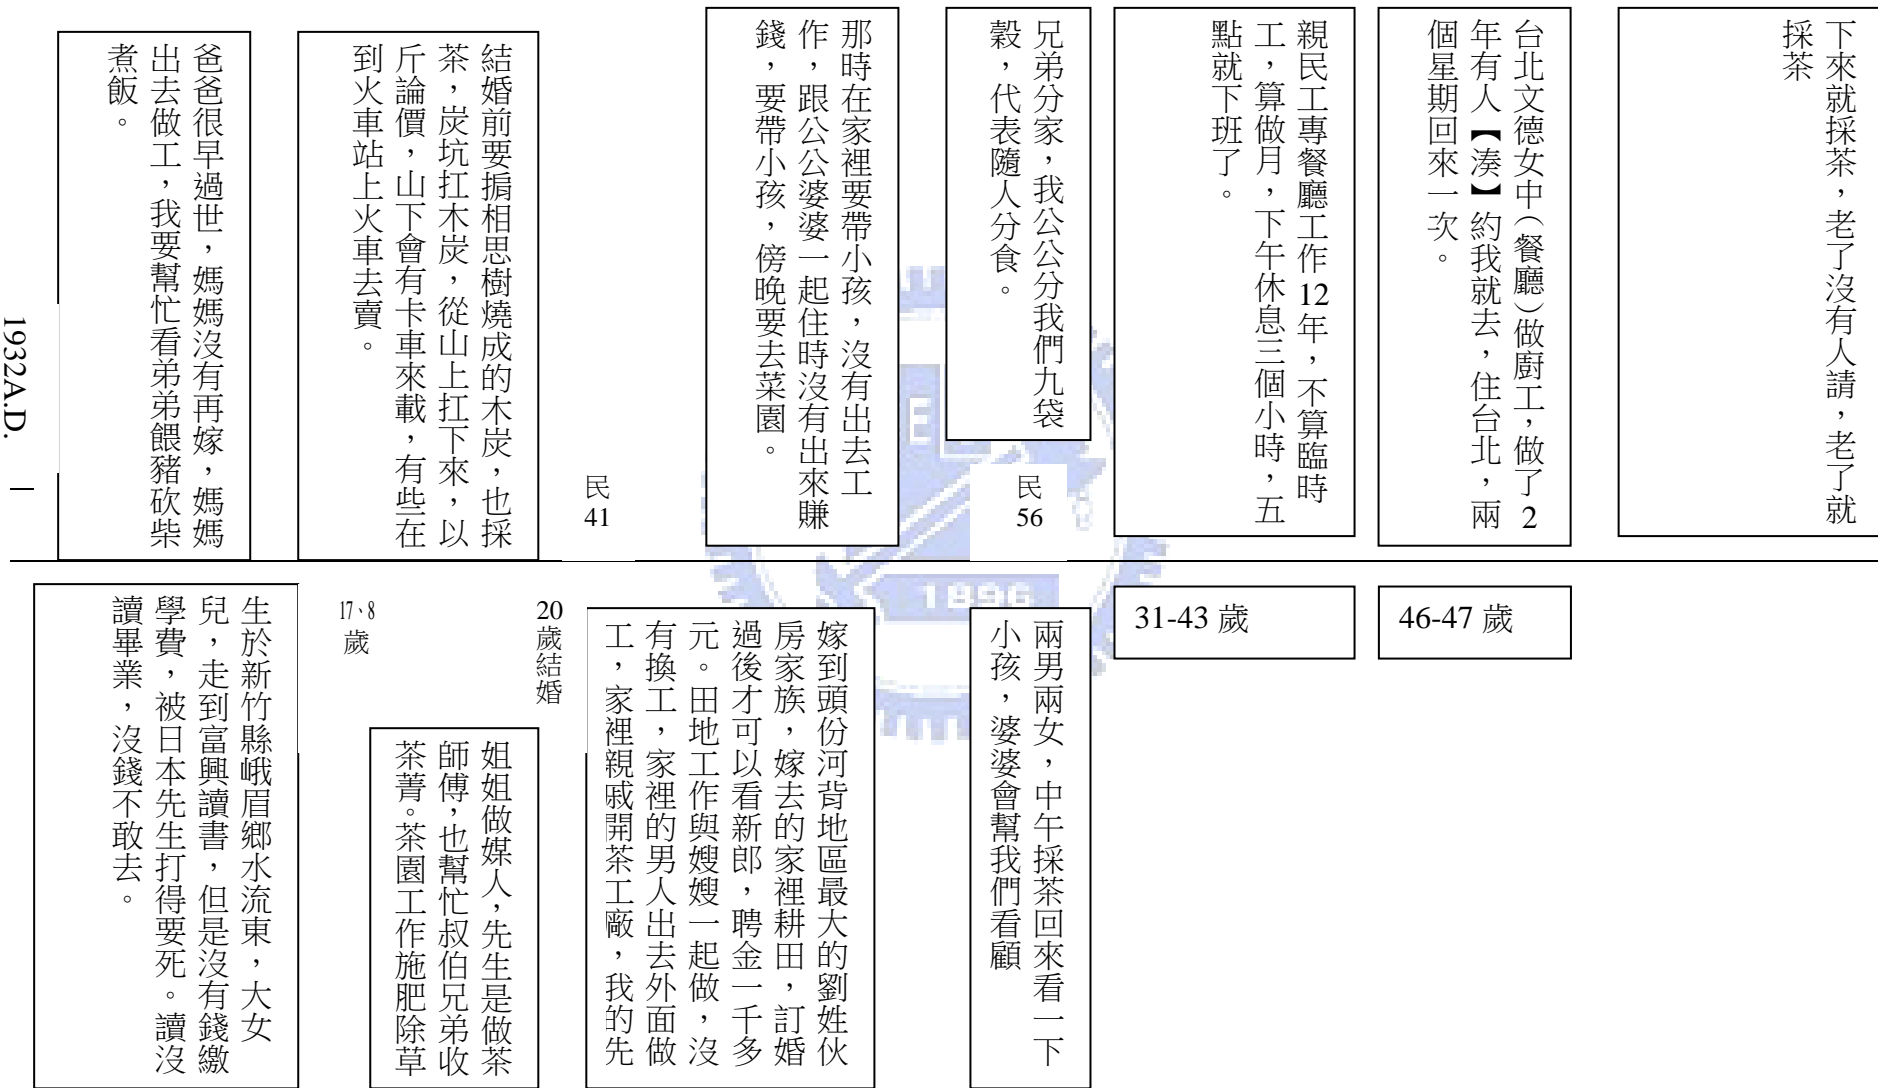 下來就採茶，老了沒有人請，老了就
採茶
台北文德女中（餐廳）做廚工，做了2
年有人【湊】約我就去，住台北，兩
個星期回來一次。
親民工專餐廳工作12年，不算臨時
工，算做月，下午休息三個小時，五
點就下班了。
兄弟分家，我公公分我們九袋
穀，代表隨人分食。
民
56
那時在家裡要帶小孩，沒有出去工
作，跟公公婆婆一起住時沒有出來賺
錢，要帶小孩，傍晚要去菜園。
民
41
結婚前要揹相思樹燒成的木炭，也採
茶，炭坑扛木炭，從山上扛下來，以
斤論價，山下會有卡車來載，有些在
到火車站上火車去賣。
爸爸很早過世，媽媽沒有再嫁，媽媽
出去做工，我要幫忙看弟弟餵豬砍柴
煮飯。
1932A.D. —
46-47 歲
31-43 歲
兩男兩女，中午採茶回來看一下
小孩，婆婆會幫我們看顧
嫁到頭份河背地區最大的劉姓伙
房家族，嫁去的家裡耕田，訂婚
過後才可以看新郎，聘金一千多
元。田地工作與嫂嫂一起做，沒
有換工，家裡的男人出去外面做
工，家裡親戚開茶工廠，我的先
20歲結婚
姐姐做媒人，先生是做茶
師傅，也幫忙叔伯兄弟收
茶菁。茶園工作施肥除草
17、8
歲
生於新竹縣峨眉鄉水流東，大女
兒，走到富興讀書，但是沒有錢繳
學費，被日本先生打得要死。讀沒
讀畢業，沒錢不敢去。
1896